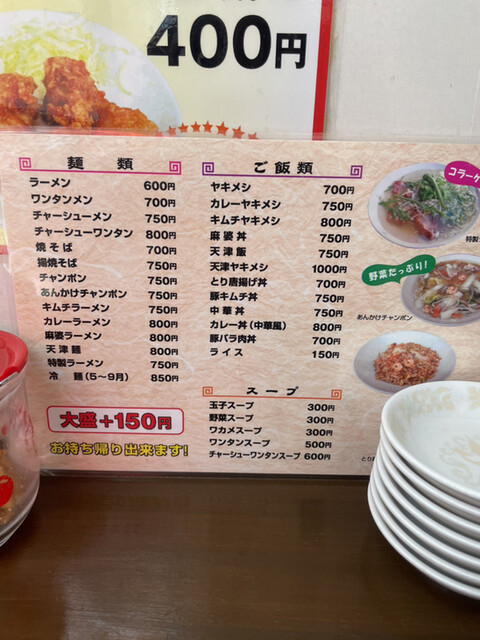 400円
麺類
ラーメン 600円
ワンタンメン 700円
チャーシューメン 750円
チャーシューワンタン 800円
焼そば 700円
揚焼そば 750円
チャンポン 750円
あんかけチャンポン 750円
キムチラーメン 800円
カレーラーメン 800円
麻婆ラーメン 800円
天津麺 800円
特製ラーメン 750円
冷麺(5～9月) 850円
大盛+150円
お持ち帰り出来ます!
ご飯類
ヤキメシ 700円
カレーヤキメシ 750円
キムチヤキメシ 800円
麻婆丼 750円
天津飯 750円
天津ヤキメシ 1000円
とり唐揚げ丼 700円
豚キムチ丼 750円
中華丼 750円
カレー丼(中華風) 800円
豚バラ肉丼 700円
ライス 150円
スープ
玉子スープ 300円
野菜スープ 300円
ワカメスープ 300円
ワンタンスープ 500円
チャーシューワンタンスープ 600円
コラーゲ
特製
野菜たっぷり!
あんかけチャンポン